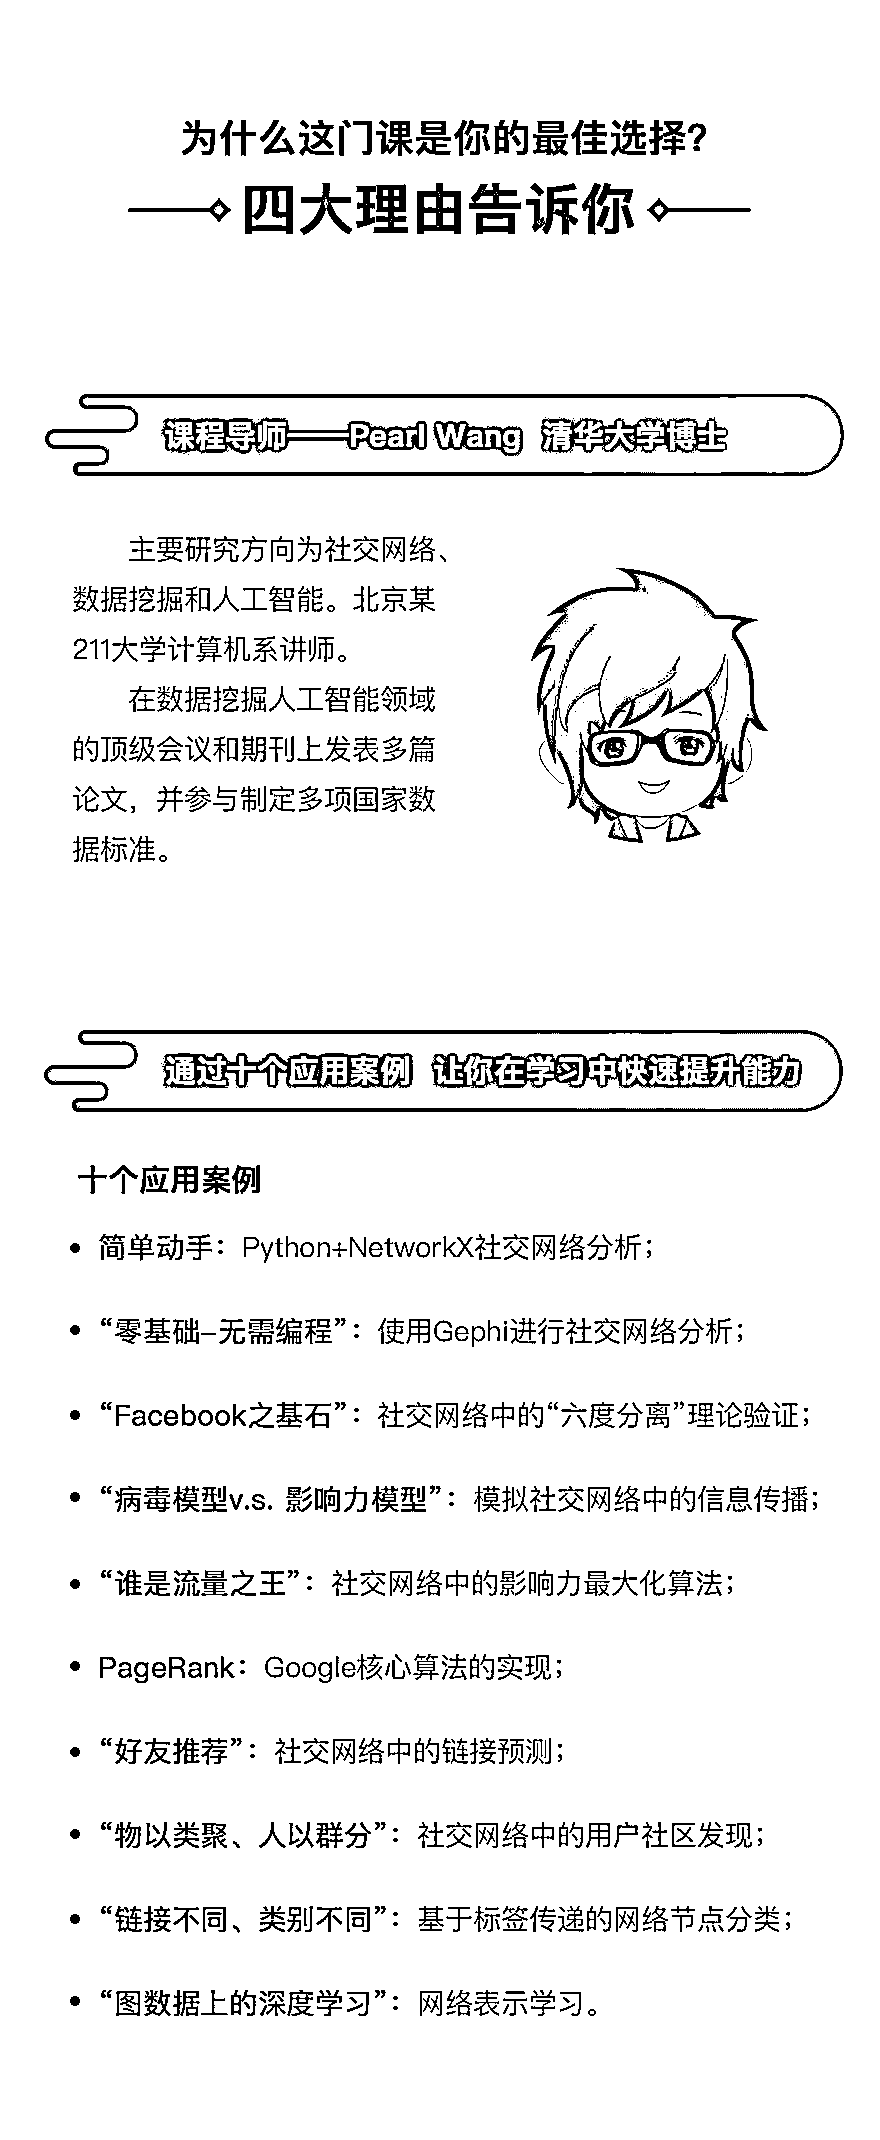 为什么这门课是你的最佳选择？
四大理由告诉你
课程导师——Pearl Wang 清华大学博士
主要研究方向为社交网络、
数据挖掘和人工智能。北京某
211大学计算机系讲师。
在数据挖掘人工智能领域
的顶级会议和期刊上发表多篇
论文，并参与制定多项国家数
据标准。
通过十个应用案例 让你在学习中快速提升能力
十个应用案例
• 简单动手：Python+NetworkX社交网络分析；
• “零基础-无需编程”：使用Gephi进行社交网络分析；
• “Facebook之基石”：社交网络中的“六度分离”理论验证；
• “病毒模型v.s. 影响力模型”：模拟社交网络中的信息传播；
• “谁是流量之王”：社交网络中的影响力最大化算法；
• PageRank：Google核心算法的实现；
• “好友推荐”：社交网络中的链接预测；
• “物以类聚、人以群分”：社交网络中的用户社区发现；
• “链接不同、类别不同”：基于标签传递的网络节点分类；
• “图数据上的深度学习”：网络表示学习。